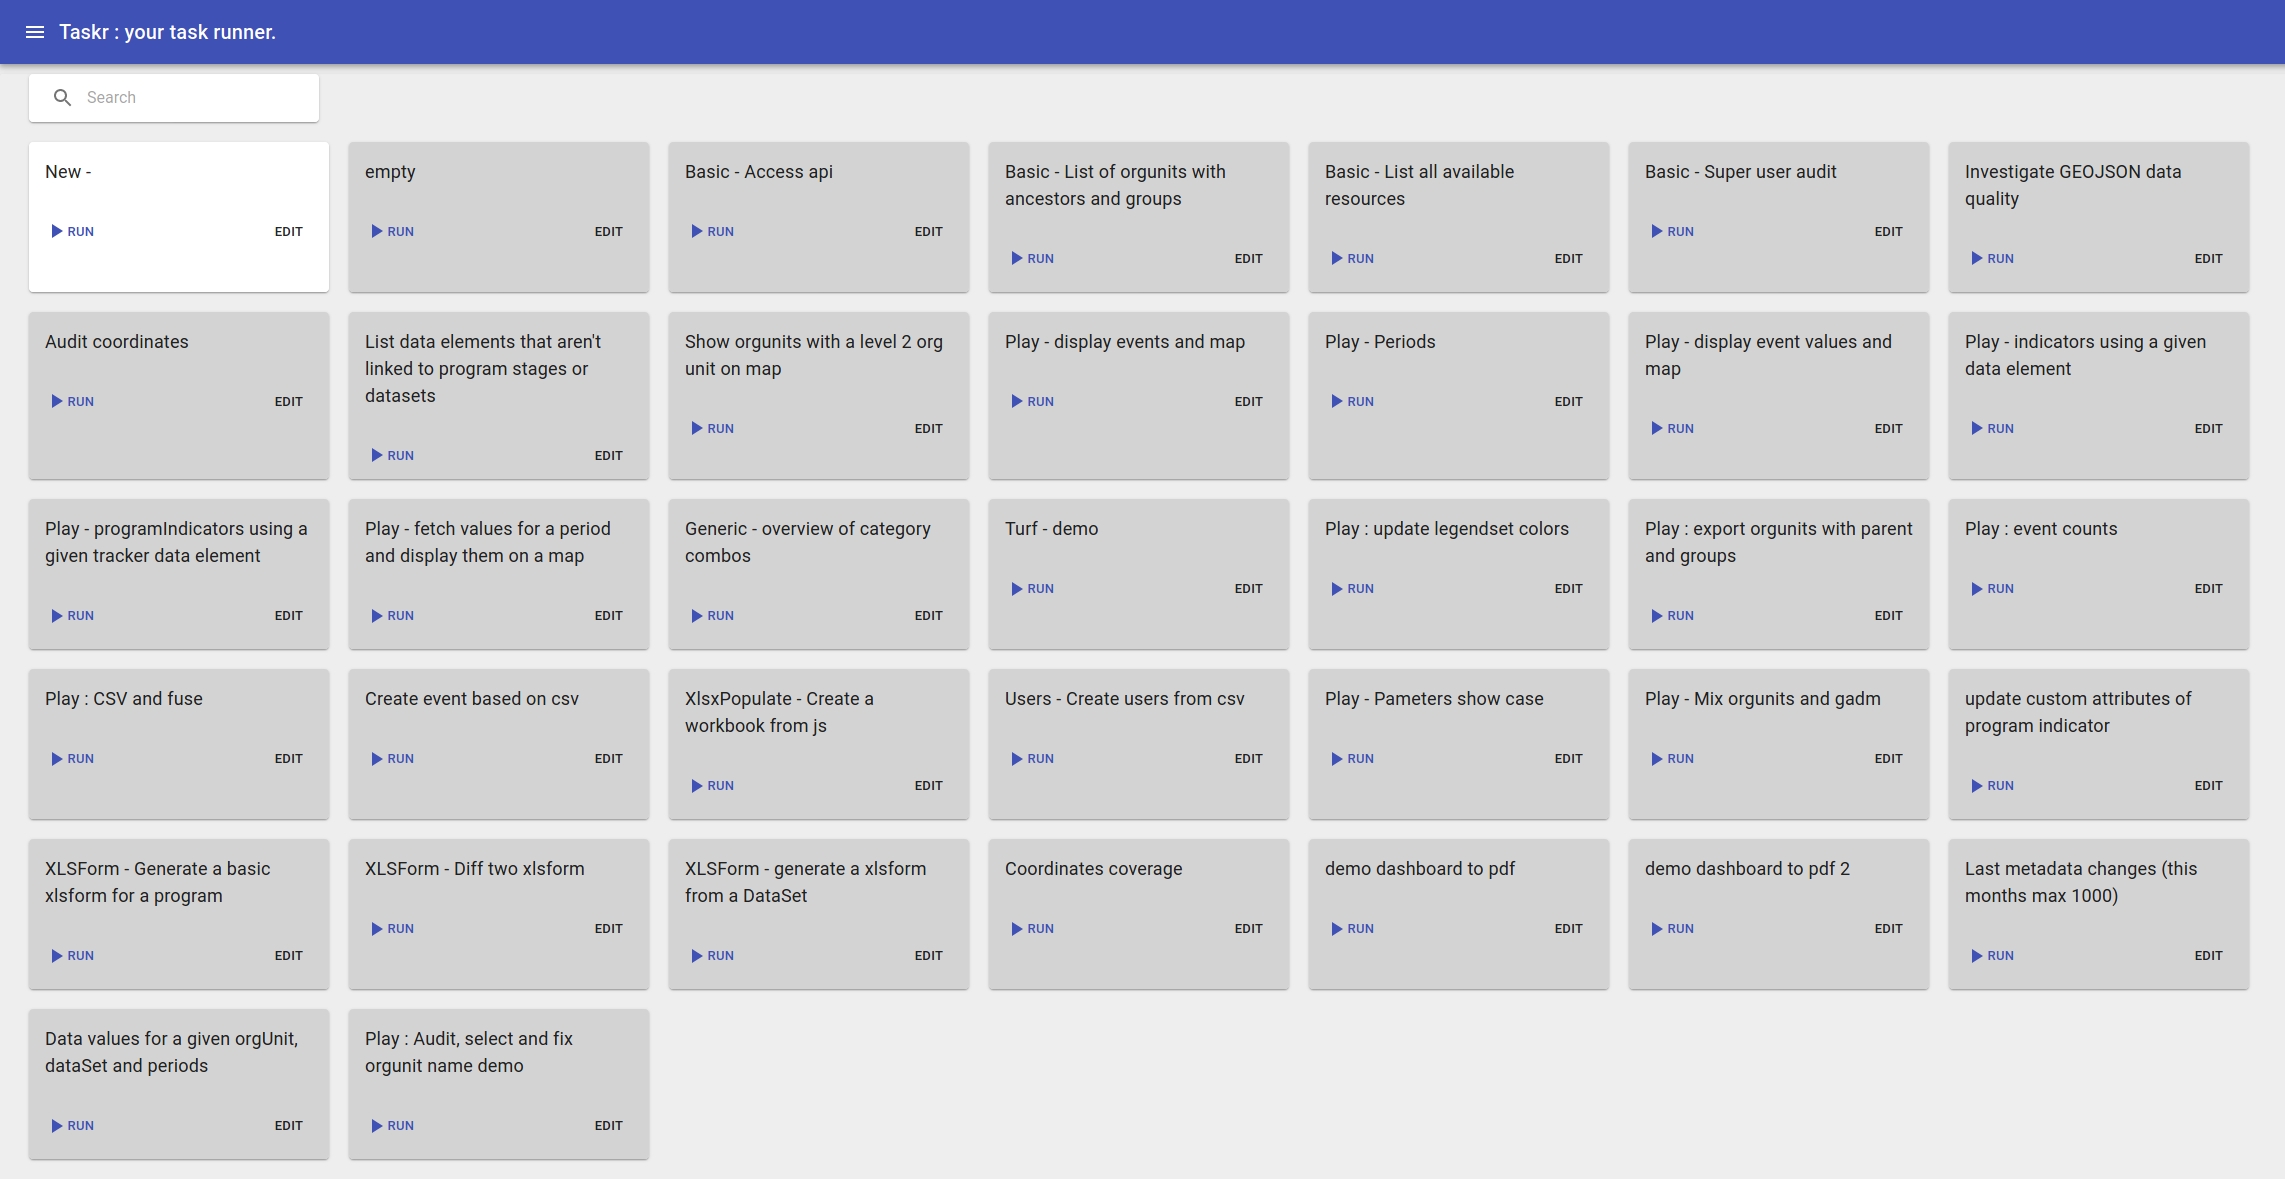 Taskr : your task runner.
Search
New -
RUN EDIT
empty
RUN EDIT
Basic - Access api
RUN EDIT
Basic - List of orgunits with
ancestors and groups
RUN EDIT
Basic - List all available
resources
RUN EDIT
Basic - Super user audit
RUN EDIT
Investigate GEOJSON data
quality
RUN EDIT
Audit coordinates
RUN EDIT
List data elements that aren't
linked to program stages or
datasets
RUN EDIT
Show orgunits with a level 2 org
unit on map
RUN EDIT
Play - display events and map
RUN EDIT
Play - Periods
RUN EDIT
Play - display event values and
map
RUN EDIT
Play - indicators using a given
data element
RUN EDIT
Play - programIndicators using a
given tracker data element
RUN EDIT
Play - fetch values for a period
and display them on a map
RUN EDIT
Generic - overview of category
combos
RUN EDIT
Turf - demo
RUN EDIT
Play : update legendset colors
RUN EDIT
Play : export orgunits with parent
and groups
RUN EDIT
Play : event counts
RUN EDIT
Play : CSV and fuse
RUN EDIT
Create event based on csv
RUN EDIT
XlsxPopulate - Create a
workbook from js
RUN EDIT
Users - Create users from csv
RUN EDIT
Play - Pameters show case
RUN EDIT
Play - Mix orgunits and gadm
RUN EDIT
update custom attributes of
program indicator
RUN EDIT
XLSForm - Generate a basic
xlsform for a program
RUN EDIT
XLSForm - Diff two xlsform
RUN EDIT
XLSForm - generate a xlsform
from a DataSet
RUN EDIT
Coordinates coverage
RUN EDIT
demo dashboard to pdf
RUN EDIT
demo dashboard to pdf 2
RUN EDIT
Last metadata changes (this
months max 1000)
RUN EDIT
Data values for a given orgUnit,
dataSet and periods
RUN EDIT
Play : Audit, select and fix
orgunit name demo
RUN EDIT